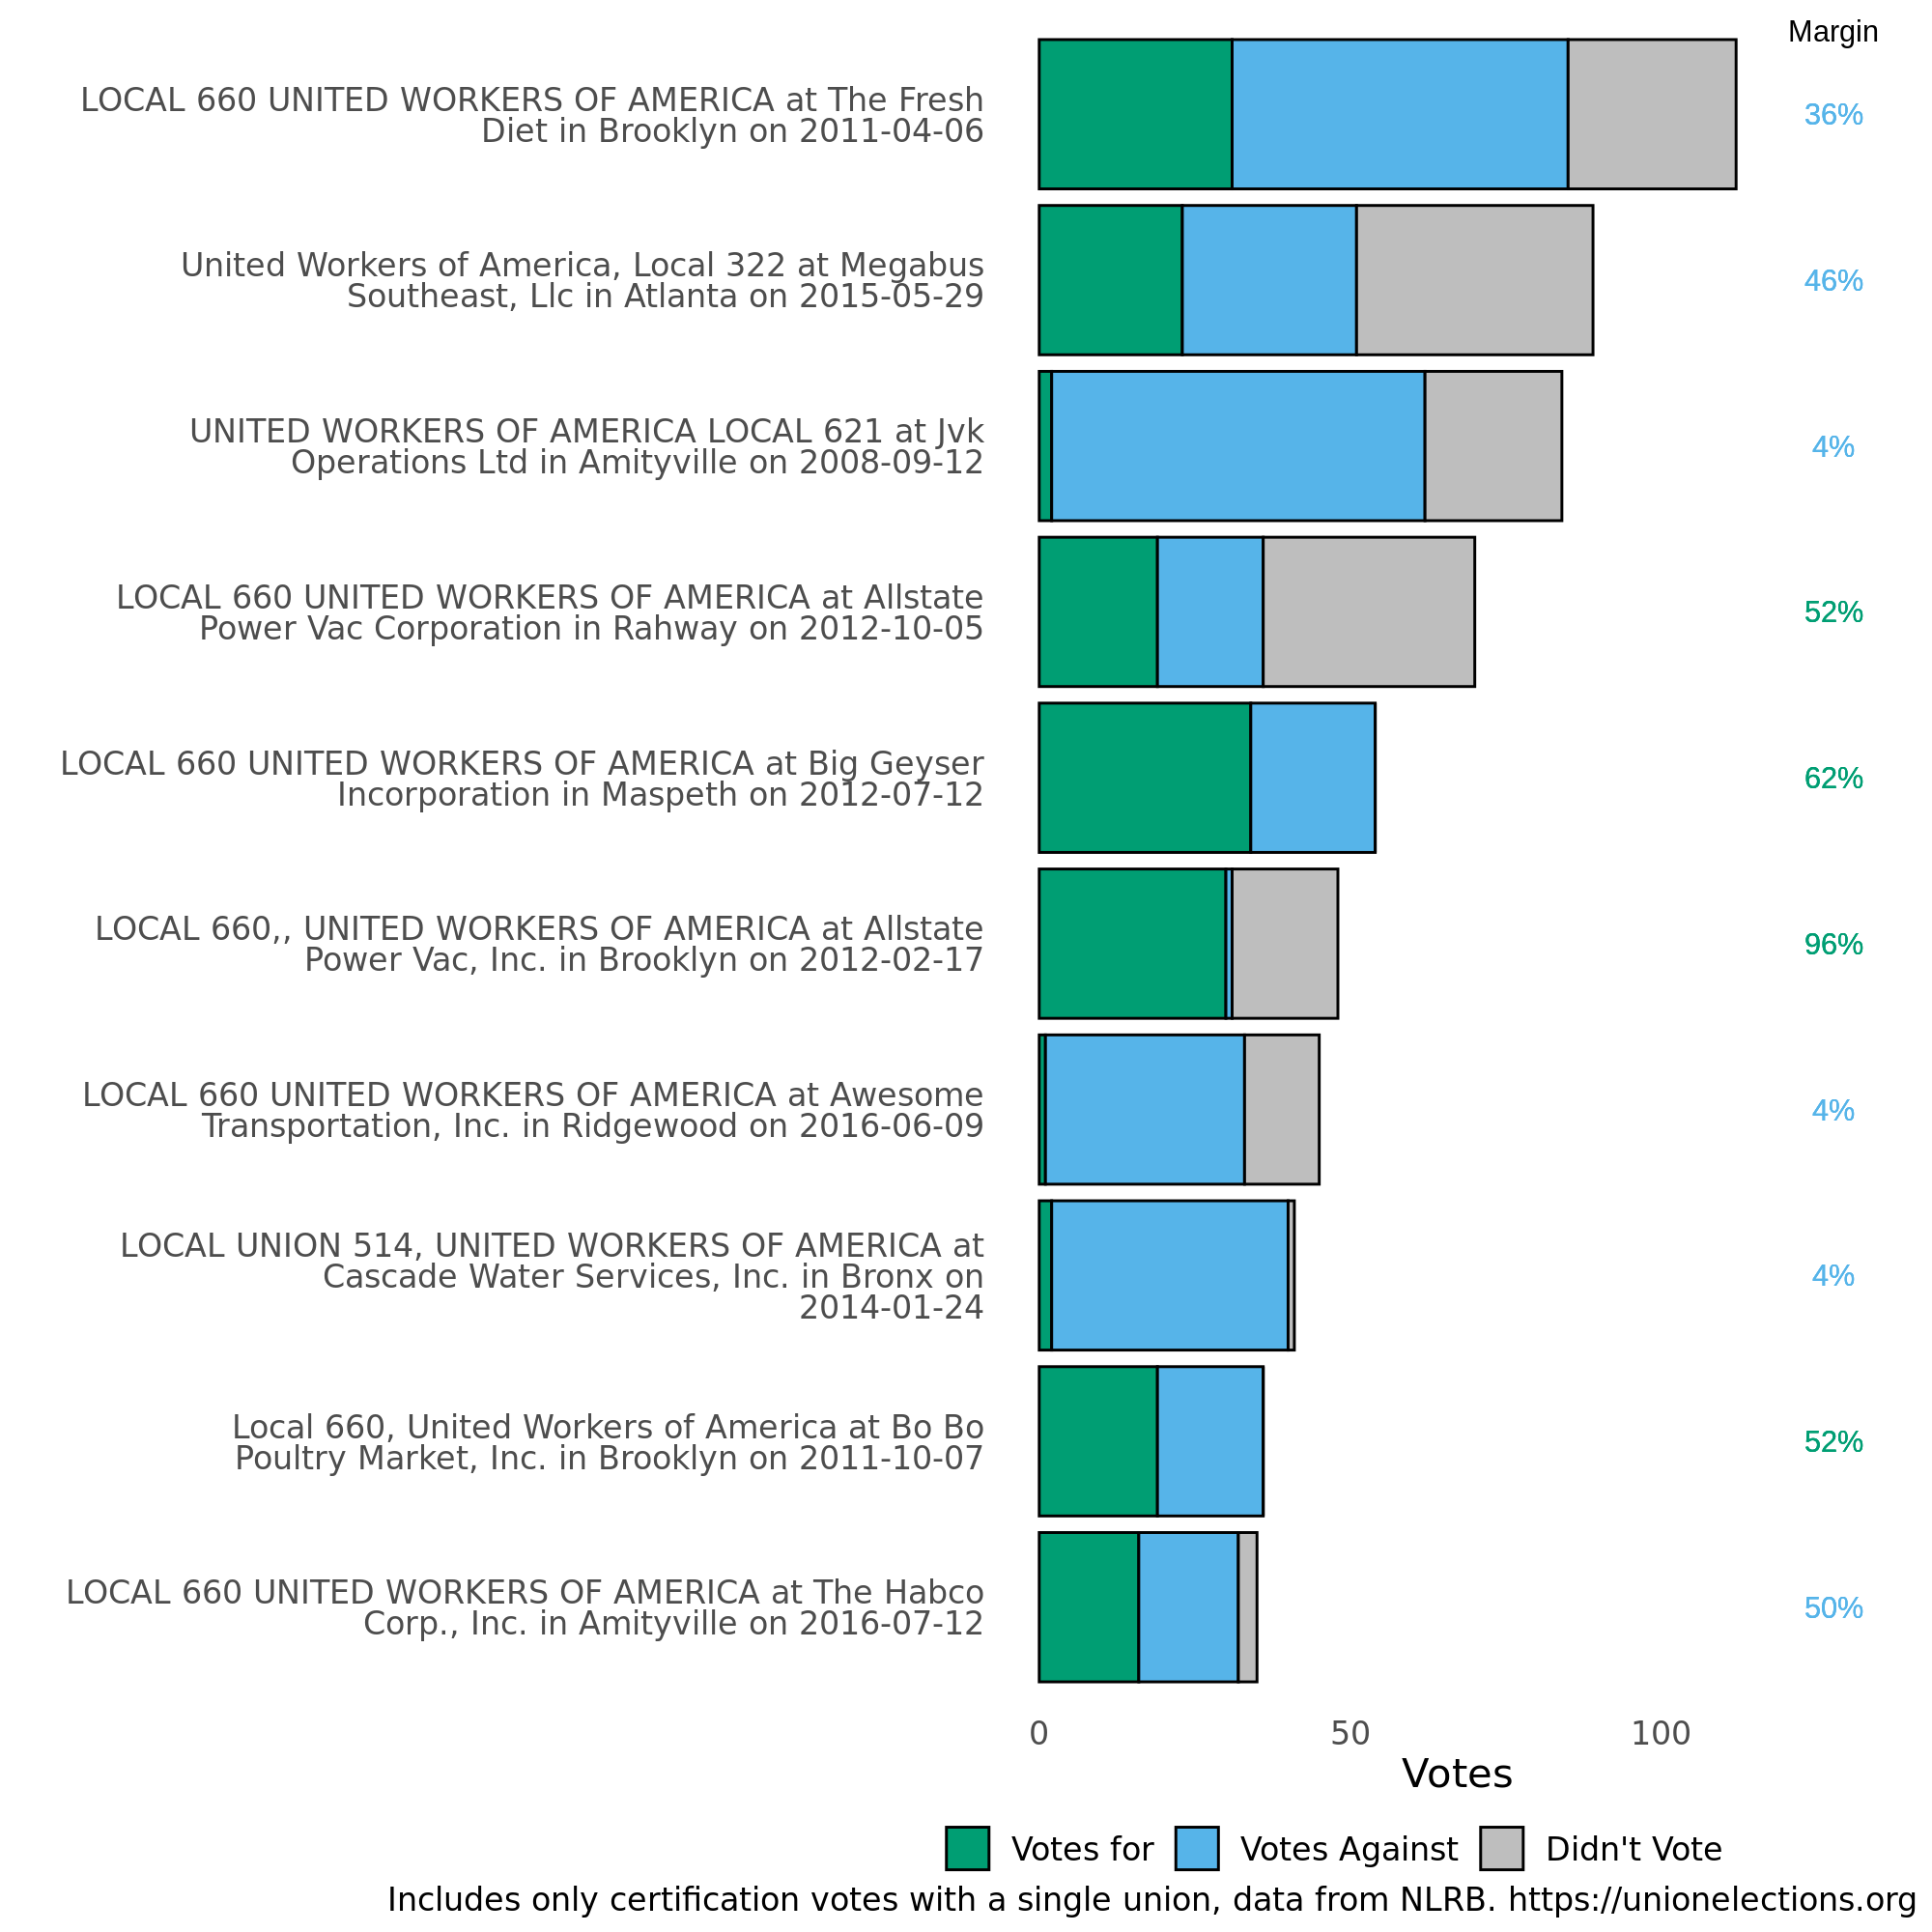 Margin
LOCAL 660 UNITED WORKERS OF AMERICA at The Fresh
Diet in Brooklyn on 2011-04-06
36%
United Workers of America, Local 322 at Megabus
Southeast, Llc in Atlanta on 2015-05-29
46%
UNITED WORKERS OF AMERICA LOCAL 621 at Jvk
Operations Ltd in Amityville on 2008-09-12
4%
LOCAL 660 UNITED WORKERS OF AMERICA at Allstate
Power Vac Corporation in Rahway on 2012-10-05
52%
LOCAL 660 UNITED WORKERS OF AMERICA at Big Geyser
Incorporation in Maspeth on 2012-07-12
62%
LOCAL 660,, UNITED WORKERS OF AMERICA at Allstate
Power Vac, Inc. in Brooklyn on 2012-02-17
96%
LOCAL 660 UNITED WORKERS OF AMERICA at Awesome
Transportation, Inc. in Ridgewood on 2016-06-09
4%
LOCAL UNION 514, UNITED WORKERS OF AMERICA at
Cascade Water Services, Inc. in Bronx on
2014-01-24
4%
Local 660, United Workers of America at Bo Bo
Poultry Market, Inc. in Brooklyn on 2011-10-07
52%
LOCAL 660 UNITED WORKERS OF AMERICA at The Habco
Corp., Inc. in Amityville on 2016-07-12
50%
0 50 100
Votes
Votes for Votes Against Didn't Vote
Includes only certification votes with a single union, data from NLRB. https://unionelections.org